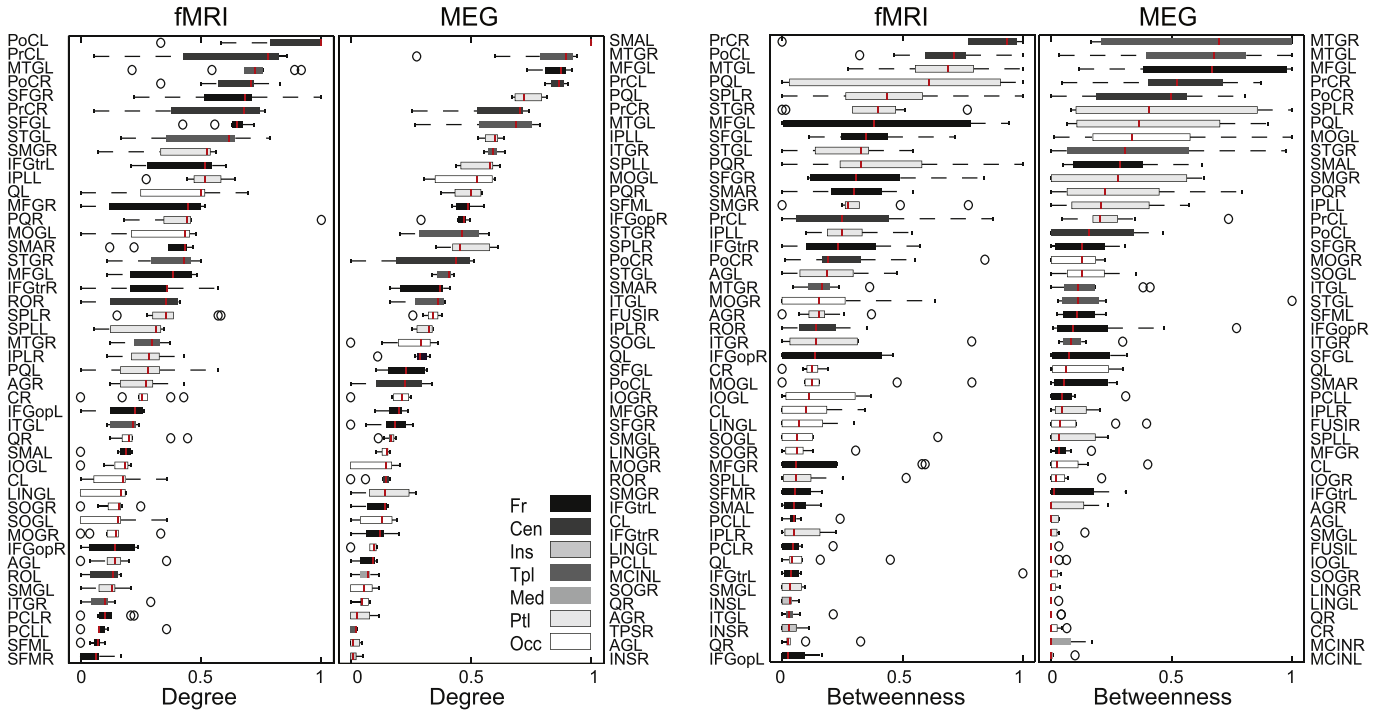 fMRI
PoCL
PrCL
MTGL
PoCR
SFGR
PrCR
SFGL
STGL
SMGR
IFGtrL
IPLL
QL
MFGR
PQR
MOGL
SMAR
STGR
MFGL
IFGtrR
ROR
SPLR
SPLL
MTGR
IPLR
PQL
AGR
CR
IFGopL
ITGL
QR
SMAL
IOGL
CL
LINGL
SOGR
SOGL
MOGR
IFGopR
AGL
ROL
SMGL
ITGR
PCLR
PCLL
SFML
SFMR
0 0.5 1
Degree
MEG
SMAL
MTGR
MFGL
PrCL
PQL
PrCR
MTGL
IPLL
ITGR
SPLL
MOGL
PQR
SFML
IFGopR
STGR
SPLR
PoCR
STGL
SMAR
ITGL
FUSIR
IPLR
SOGL
QL
SFGL
PoCL
IOGR
MFGR
SFGR
SMGL
LINGR
MOGR
ROR
SMGR
IFGtrL
CL
IFGtrR
LINGL
PCLL
MCINL
SOGR
QR
AGR
TPSR
AGL
INSR
Fr
Cen
Ins
Tpl
Med
Ptl
Occ
0 0.5 1
Degree
fMRI
PrCR
PoCL
MTGL
PQL
SPLR
STGR
MFGL
SFGL
STGL
PQR
SFGR
SMAR
SMGR
PrCL
IPLL
IFGtrR
PoCR
AGL
MTGR
MOGR
AGR
ROR
ITGR
IFGopR
CR
MOGL
IOGL
CL
LINGL
SOGL
SOGR
MFGR
SPLL
SFMR
SMAL
PCLL
IPLR
PCLR
QL
IFGtrL
SMGL
INSL
ITGL
INSR
QR
IFGopL
0 0.5 1
Betweenness
MEG
MTGR
MTGL
MFGL
PrCR
PoCR
SPLR
PQL
MOGL
STGR
SMAL
SMGR
PQR
IPLL
PrCL
PoCL
SFGR
MOGR
SOGL
ITGL
STGL
SFML
IFGopR
ITGR
SFGL
QL
SMAR
PCLL
IPLR
FUSIR
SPLL
MFGR
CL
IOGR
IFGtrL
AGR
AGL
SMGL
FUSIL
IOGL
SOGR
LINGR
LINGL
QR
CR
MCINR
MCINL
0 0.5 1
Betweenness